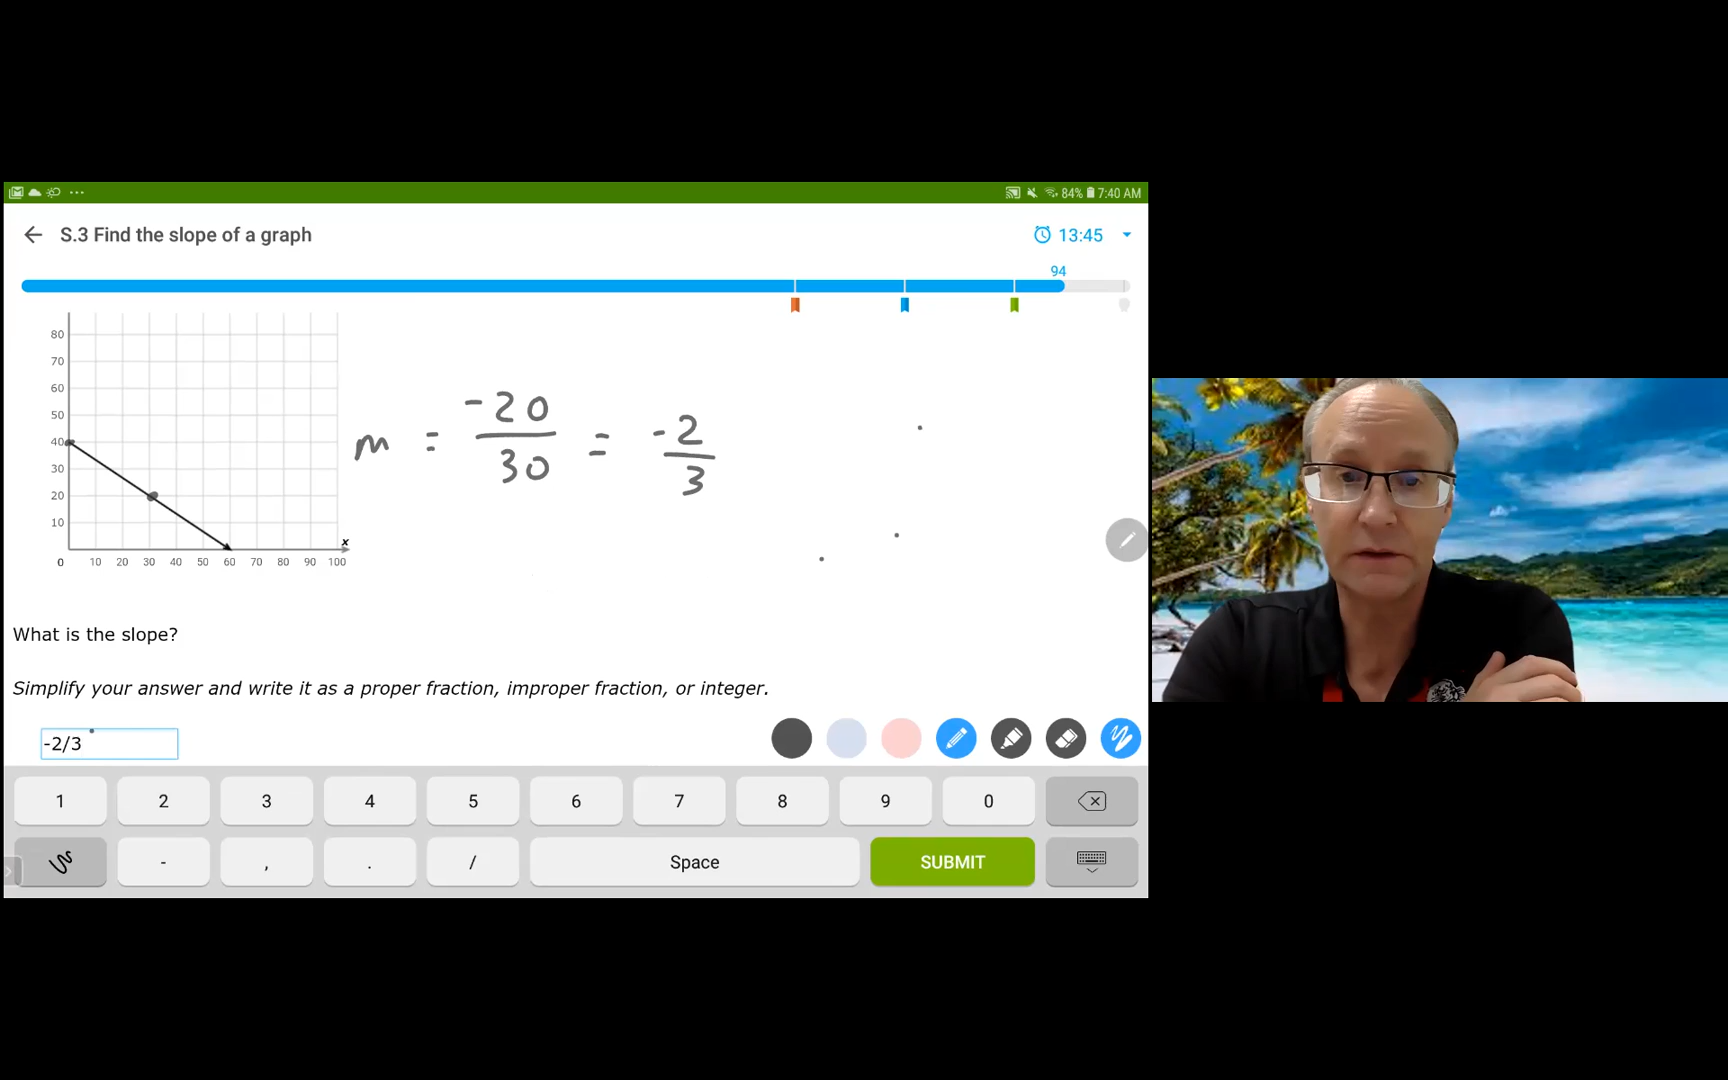 84% 7:40 AM
S.3 Find the slope of a graph
13:45
94
80
70
60
50
40
30
20
10
x
0 10 20 30 40 50 60 70 80 90 100
m = -20/30 = -2/3
What is the slope?
Simplify your answer and write it as a proper fraction, improper fraction, or integer.
-2/3
1 2 3 4 5 6 7 8 9 0
- , . / Space SUBMIT